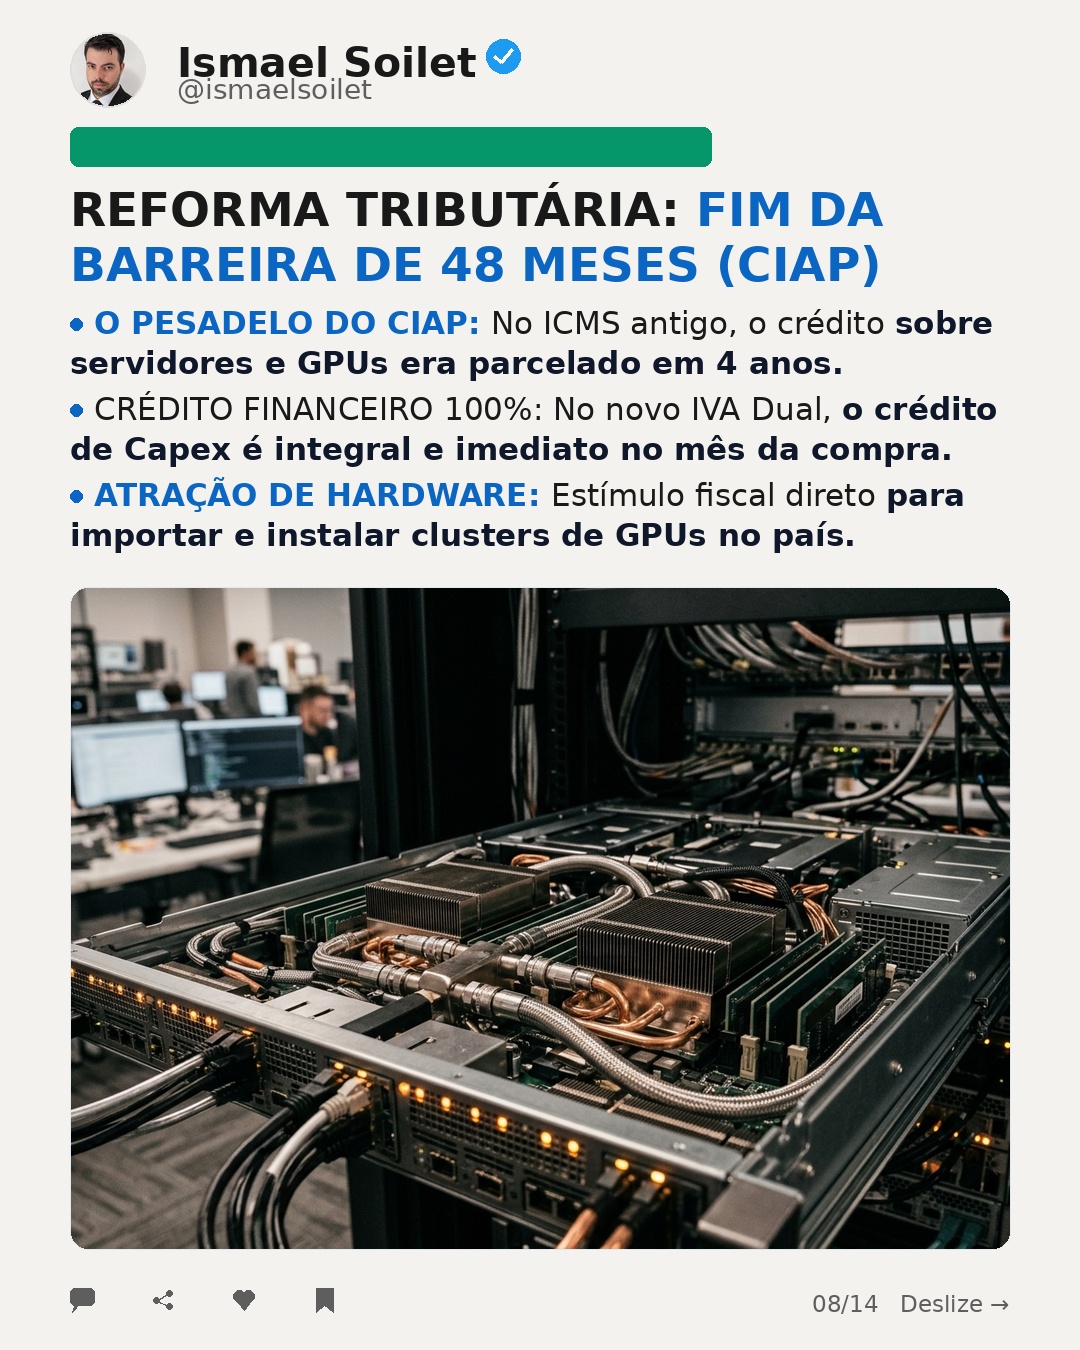 Ismael Soilet
@ismaelsoilet
REFORMA TRIBUTÁRIA: FIM DA
BARREIRA DE 48 MESES (CIAP)
• O PESADELO DO CIAP: No ICMS antigo, o crédito sobre
servidores e GPUs era parcelado em 4 anos.
• CRÉDITO FINANCEIRO 100%: No novo IVA Dual, o crédito
de Capex é integral e imediato no mês da compra.
• ATRAÇÃO DE HARDWARE: Estímulo fiscal direto para
importar e instalar clusters de GPUs no país.
08/14 Deslize →